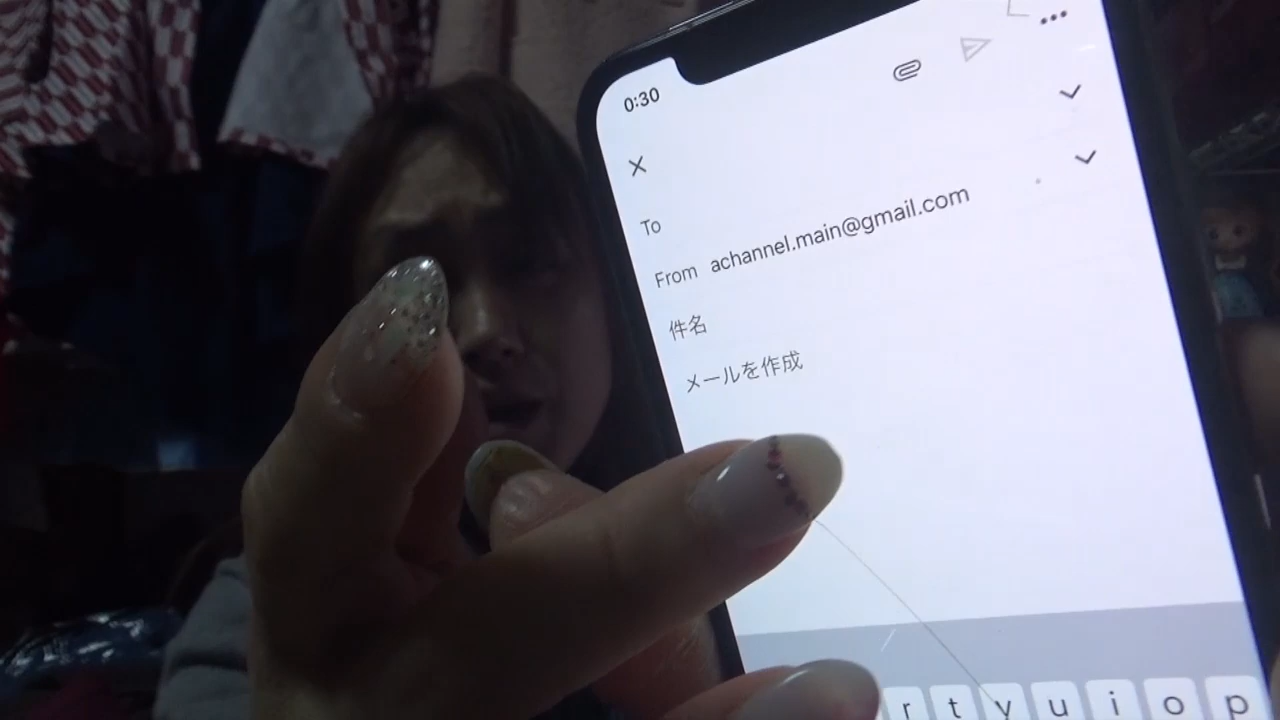 0:30
To
From achannel.main@gmail.com
件名
メールを作成
r t y u i o p